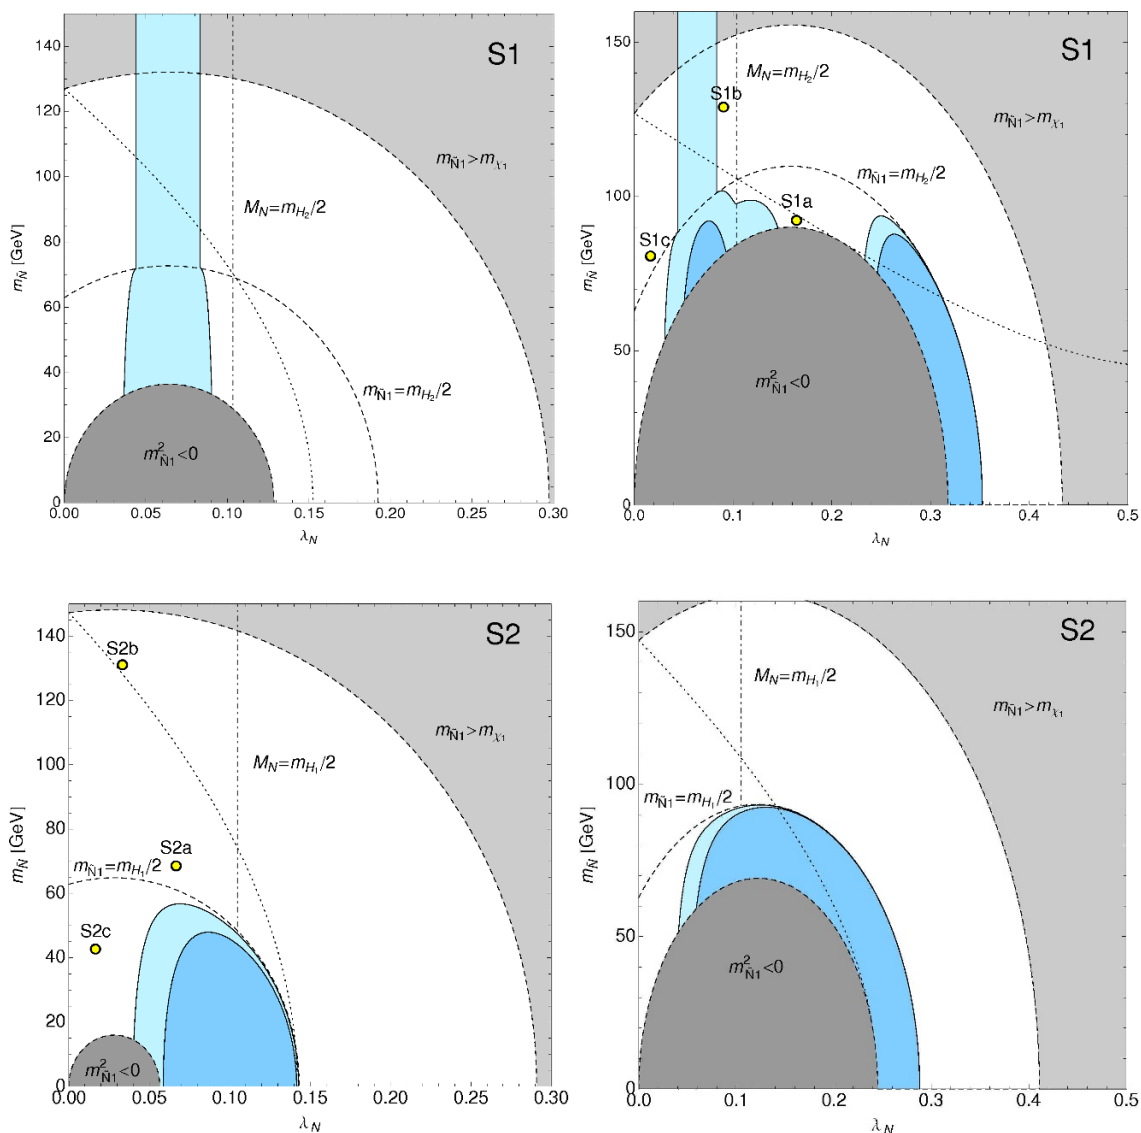 S1
m_Ñ1>m_χ1
M_N=m_H2/2
m_Ñ1=m_H2/2
m²_Ñ1<0
m_Ñ [GeV]
140
120
100
80
60
40
20
0
0.00 0.05 0.10 0.15 0.20 0.25 0.30
λ_N
S1
M_N=m_H2/2
S1b
m_Ñ1>m_χ1
m_Ñ1=m_H2/2
S1a
S1c
m²_Ñ1<0
m_Ñ [GeV]
150
100
50
0
0.0 0.1 0.2 0.3 0.4 0.5
λ_N
S2
S2b
m_Ñ1>m_χ1
M_N=m_H1/2
S2a
m_Ñ1=m_H1/2
S2c
m²_Ñ1<0
m_Ñ [GeV]
140
120
100
80
60
40
20
0
0.00 0.05 0.10 0.15 0.20 0.25 0.30
λ_N
S2
M_N=m_H1/2
m_Ñ1>m_χ1
m_Ñ1=m_H1/2
m²_Ñ1<0
m_Ñ [GeV]
150
100
50
0
0.0 0.1 0.2 0.3 0.4 0.5
λ_N